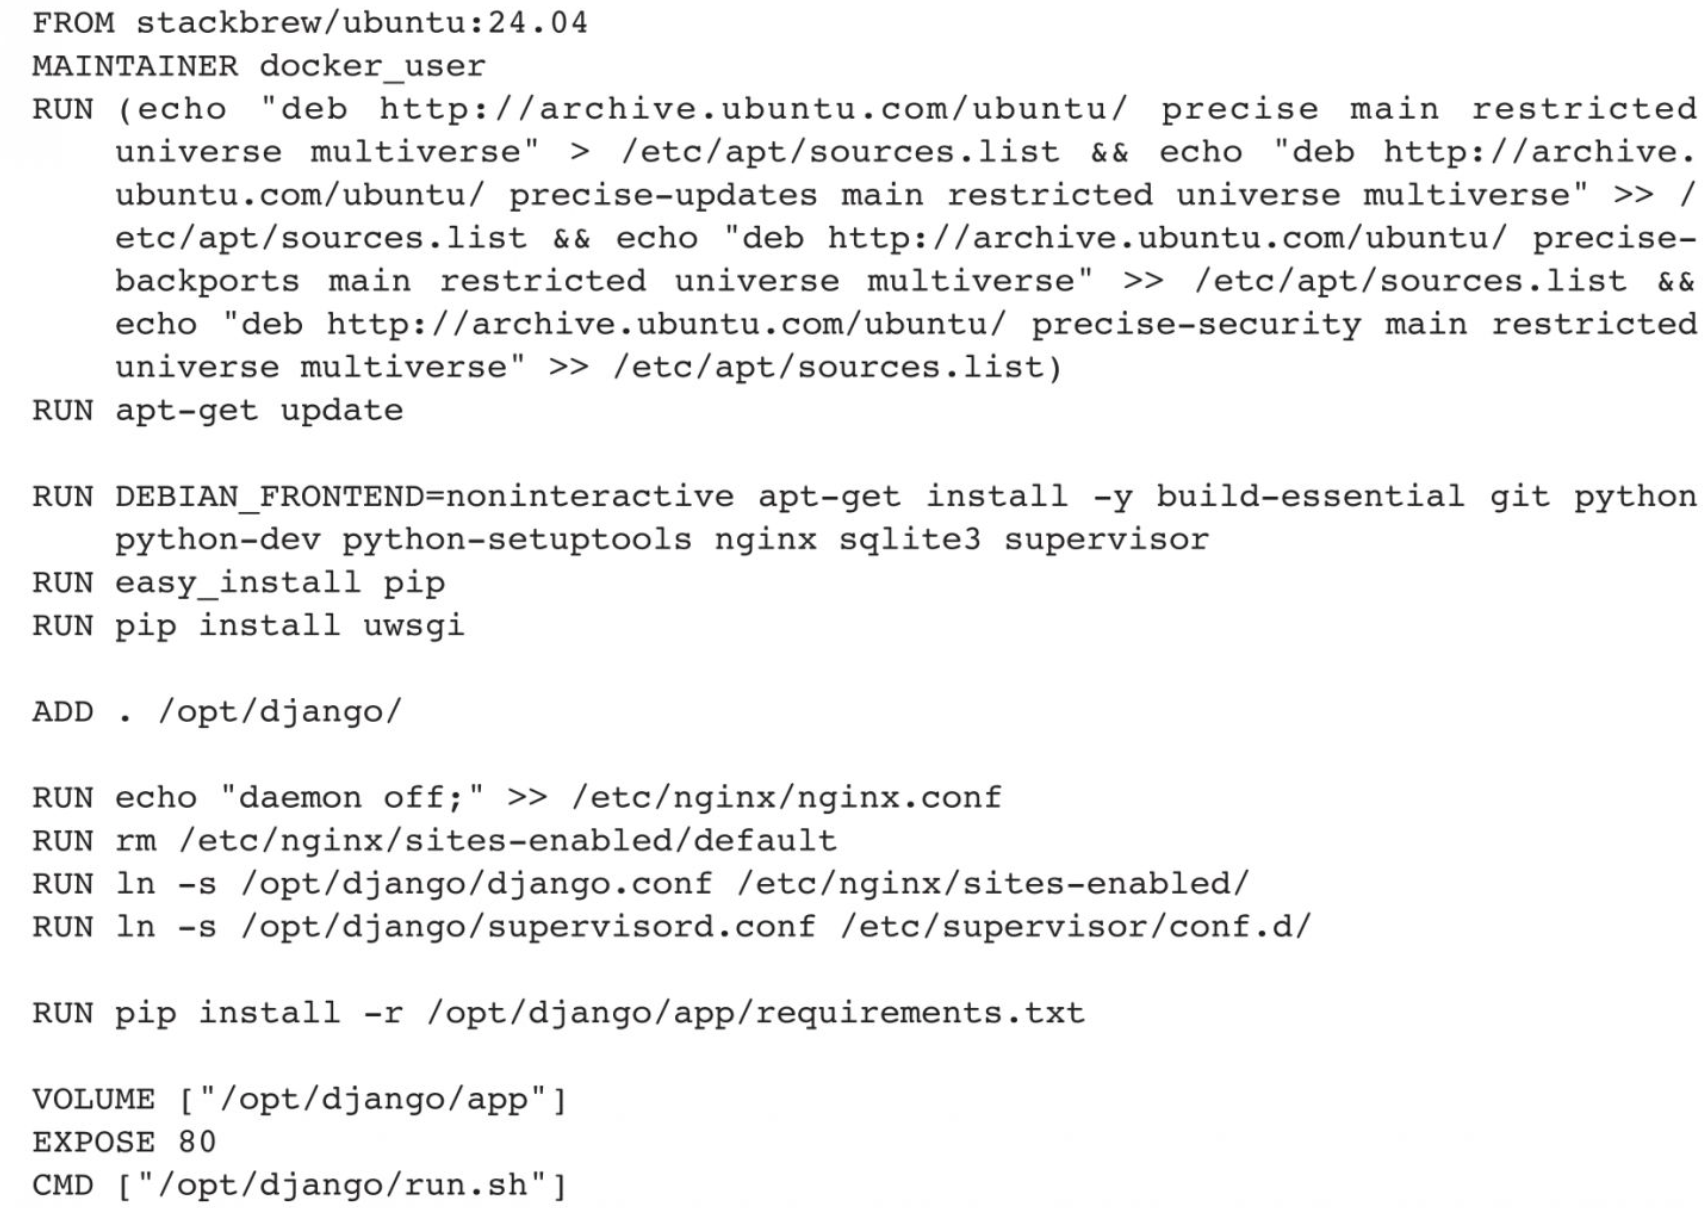 FROM stackbrew/ubuntu:24.04
MAINTAINER docker_user
RUN (echo "deb http://archive.ubuntu.com/ubuntu/ precise main restricted
universe multiverse" > /etc/apt/sources.list && echo "deb http://archive.
ubuntu.com/ubuntu/ precise-updates main restricted universe multiverse" >> /
etc/apt/sources.list && echo "deb http://archive.ubuntu.com/ubuntu/ precise-
backports main restricted universe multiverse" >> /etc/apt/sources.list &&
echo "deb http://archive.ubuntu.com/ubuntu/ precise-security main restricted
universe multiverse" >> /etc/apt/sources.list)
RUN apt-get update
RUN DEBIAN_FRONTEND=noninteractive apt-get install -y build-essential git python
python-dev python-setuptools nginx sqlite3 supervisor
RUN easy_install pip
RUN pip install uwsgi
ADD . /opt/django/
RUN echo "daemon off;" >> /etc/nginx/nginx.conf
RUN rm /etc/nginx/sites-enabled/default
RUN ln -s /opt/django/django.conf /etc/nginx/sites-enabled/
RUN ln -s /opt/django/supervisord.conf /etc/supervisor/conf.d/
RUN pip install -r /opt/django/app/requirements.txt
VOLUME ["/opt/django/app"]
EXPOSE 80
CMD ["/opt/django/run.sh"]